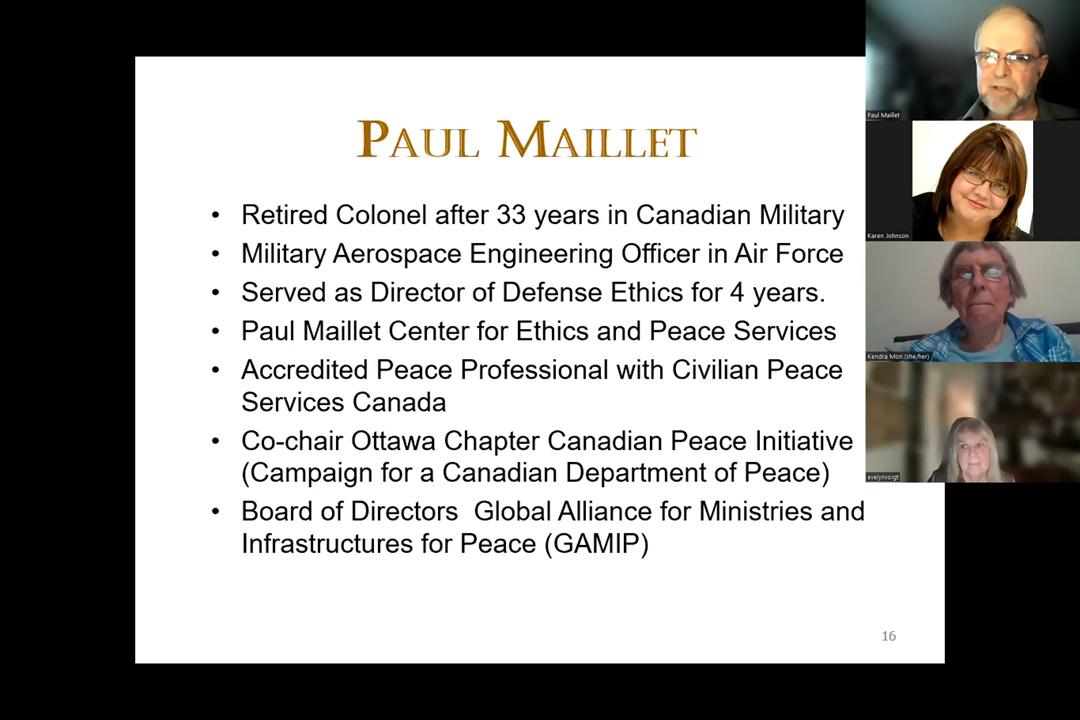 PAUL MAILLET
• Retired Colonel after 33 years in Canadian Military
• Military Aerospace Engineering Officer in Air Force
• Served as Director of Defense Ethics for 4 years.
• Paul Maillet Center for Ethics and Peace Services
• Accredited Peace Professional with Civilian Peace
Services Canada
• Co-chair Ottawa Chapter Canadian Peace Initiative
(Campaign for a Canadian Department of Peace)
• Board of Directors  Global Alliance for Ministries and
Infrastructures for Peace (GAMIP)
16
Paul Maillet
Karen Johnson
Kendra Mon (she/her)
evelynvoigt